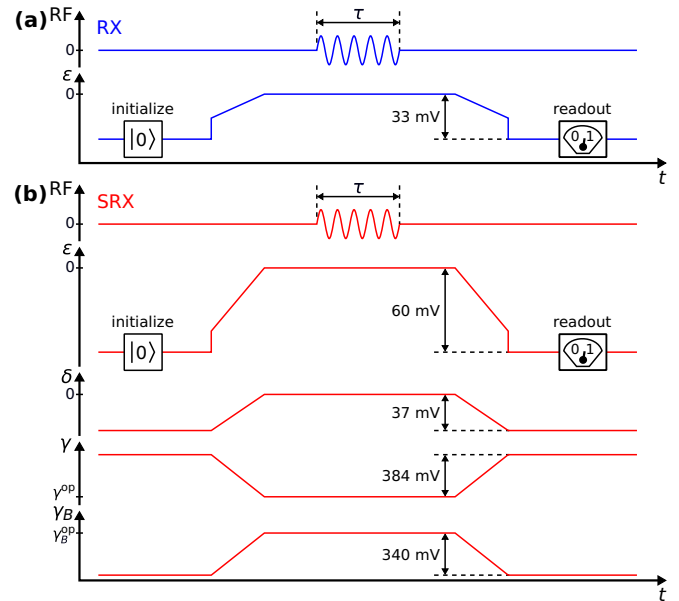 (a)
RF
RX
τ
0
ε
0
initialize
|0⟩
33 mV
readout
0 1
t
(b)
RF
SRX
τ
0
ε
0
initialize
|0⟩
60 mV
readout
0 1
δ
0
37 mV
γ
384 mV
γ^op
γ_B
γ_B^op
340 mV
t